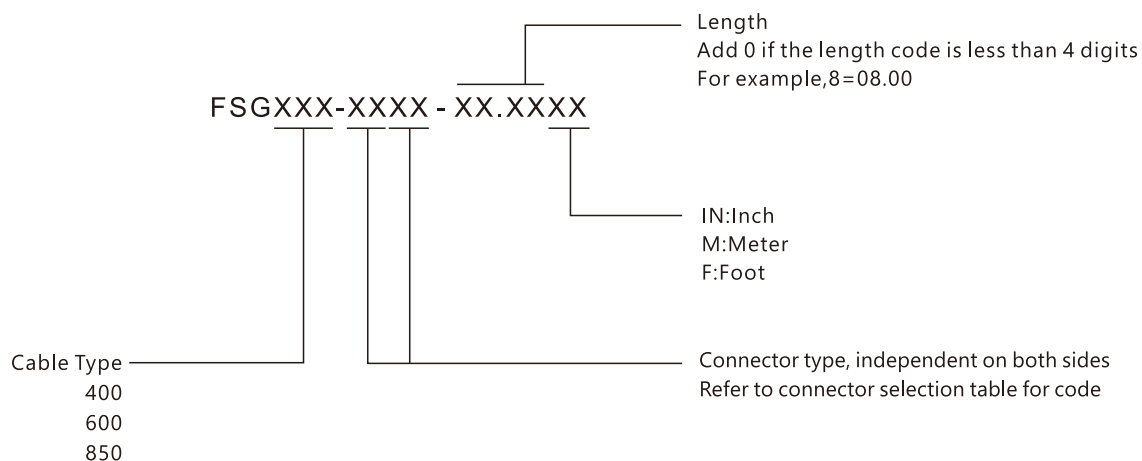 Length
Add 0 if the length code is less than 4 digits
For example,8=08.00
FSGXXX-XXXX-XX.XXXX
IN:Inch
M:Meter
F:Foot
Cable Type
400
600
850
Connector type, independent on both sides
Refer to connector selection table for code